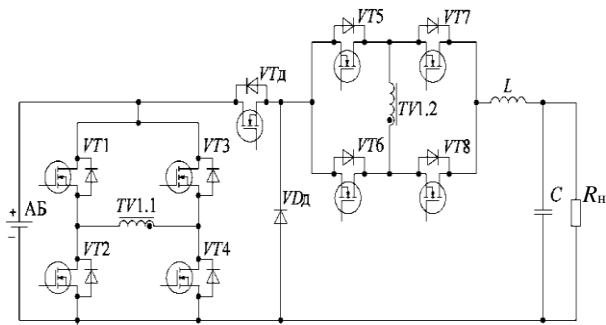 VT5
VT7
VTД
L
TV1.2
VT1
VT3
VT6
VT8
+
АБ
−
TV1.1
VDД
C
Rн
VT2
VT4